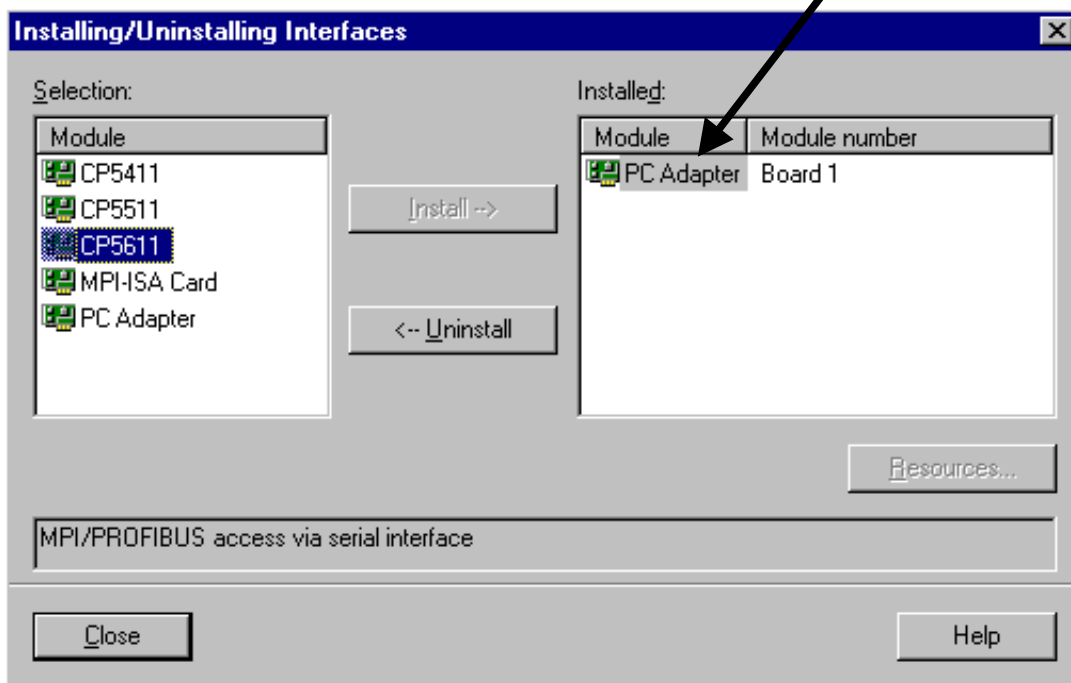 Installing/Uninstalling Interfaces
Selection:
Module
CP5411
CP5511
CP5611
MPI-ISA Card
PC Adapter
Install -->
<-- Uninstall
Installed:
Module Module number
PC Adapter Board 1
Resources...
MPI/PROFIBUS access via serial interface
Close
Help